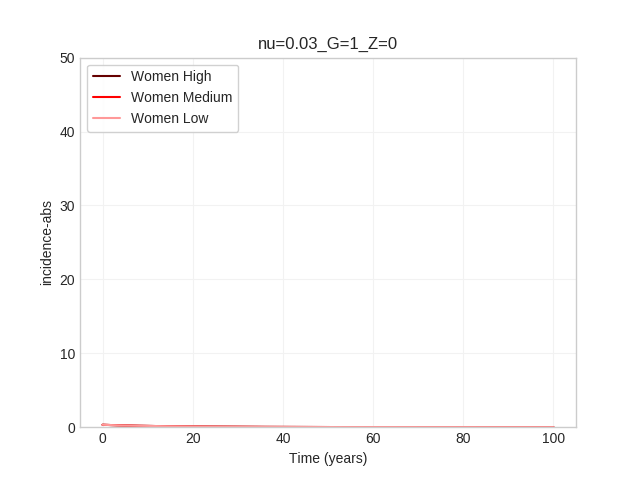 nu=0.03_G=1_Z=0
Women High
Women Medium
Women Low
incidence-abs
50
40
30
20
10
0
0 20 40 60 80 100
Time (years)